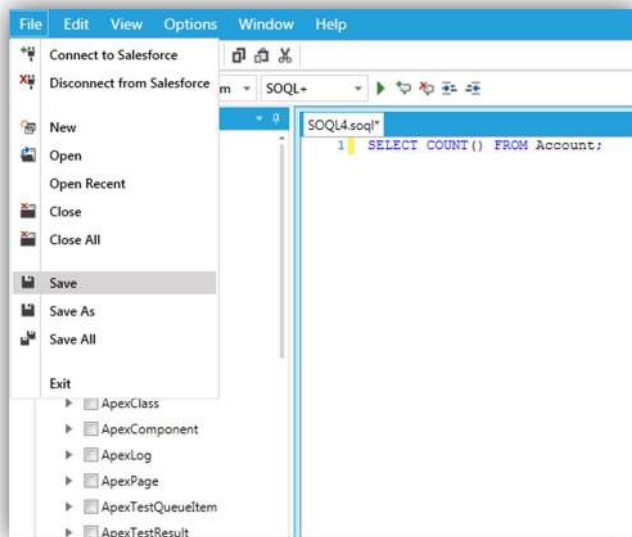 File Edit View Options Window Help
Connect to Salesforce
Disconnect from Salesforce
m SOQL+
New
Open
Open Recent
Close
Close All
Save
Save As
Save All
Exit
SOQL4.soql*
1 SELECT COUNT() FROM Account;
ApexClass
ApexComponent
ApexLog
ApexPage
ApexTestQueueItem
ApexTestResult